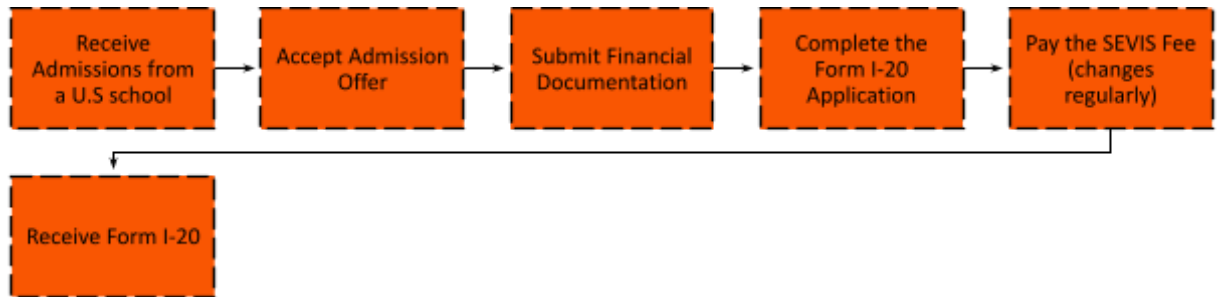 Receive
Admissions from
a U.S school
Accept Admission
Offer
Submit Financial
Documentation
Complete the
Form I-20
Application
Pay the SEVIS Fee
(changes
regularly)
Receive Form I-20